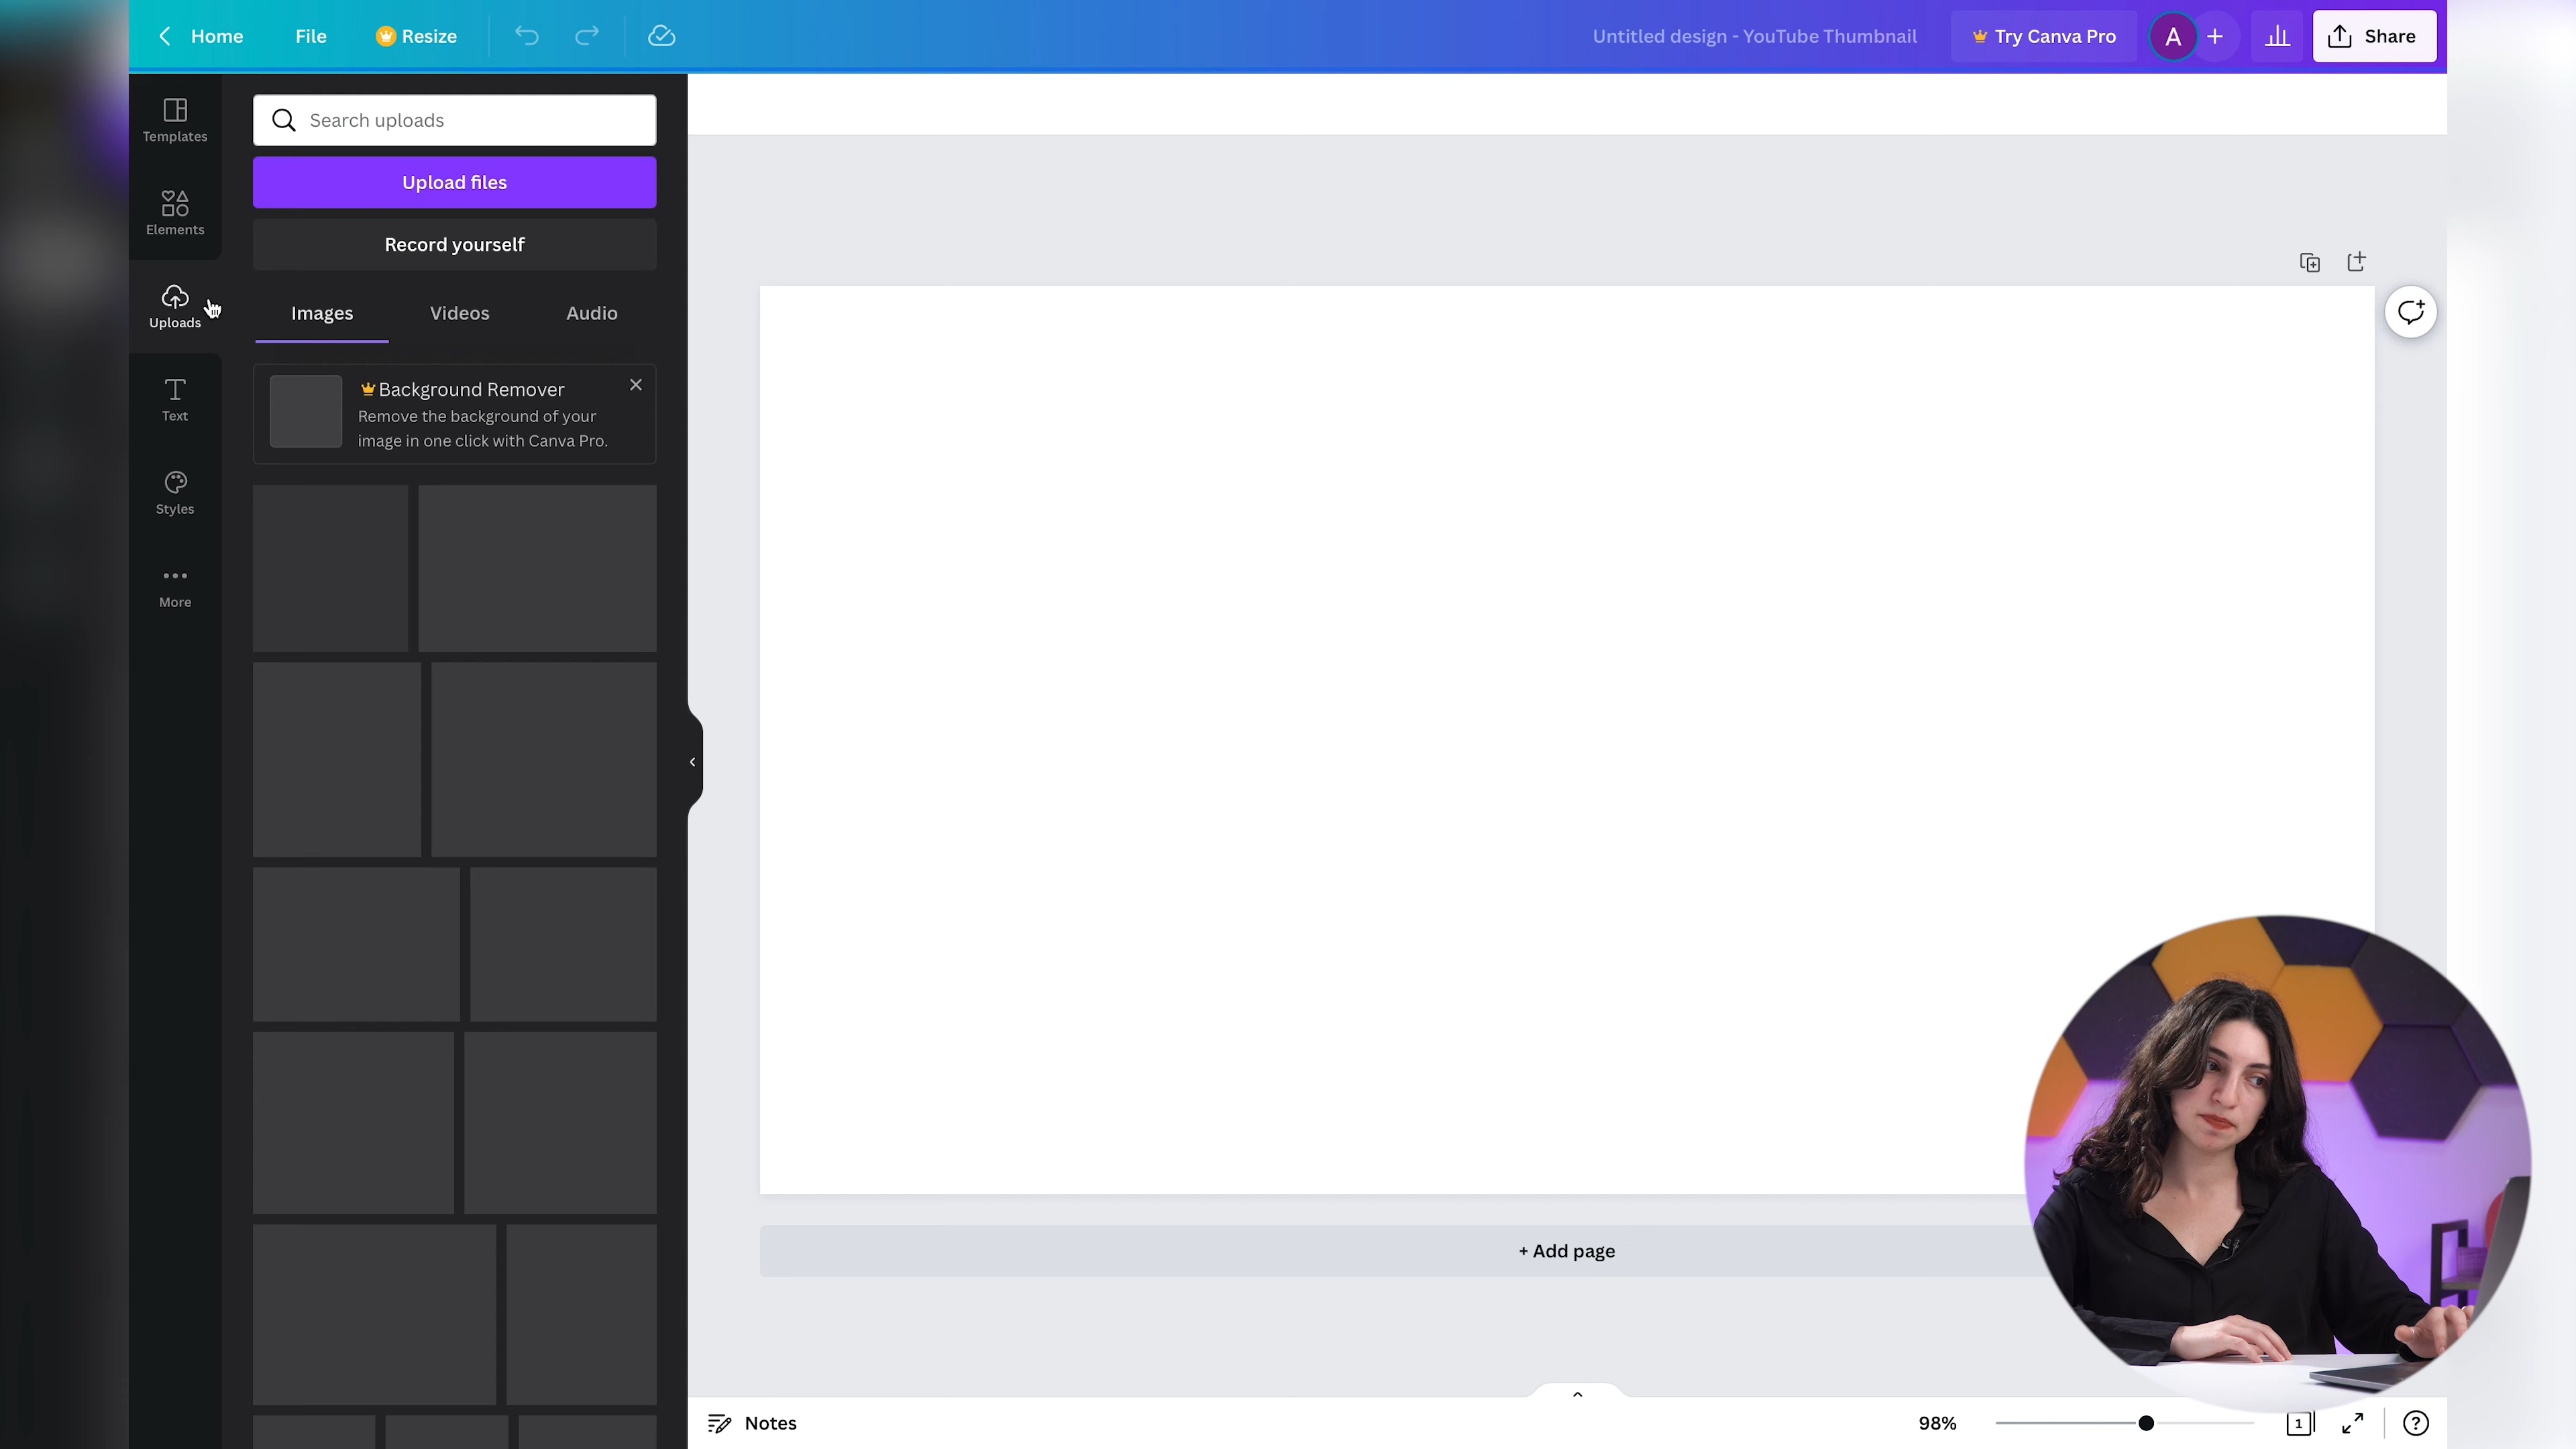 Home
File
Resize
Untitled design - YouTube Thumbnail
Try Canva Pro
A
Share
Templates
Elements
Uploads
Text
Styles
More
Search uploads
Upload files
Record yourself
Images
Videos
Audio
Background Remover
Remove the background of your
image in one click with Canva Pro.
+ Add page
Notes
98%
1